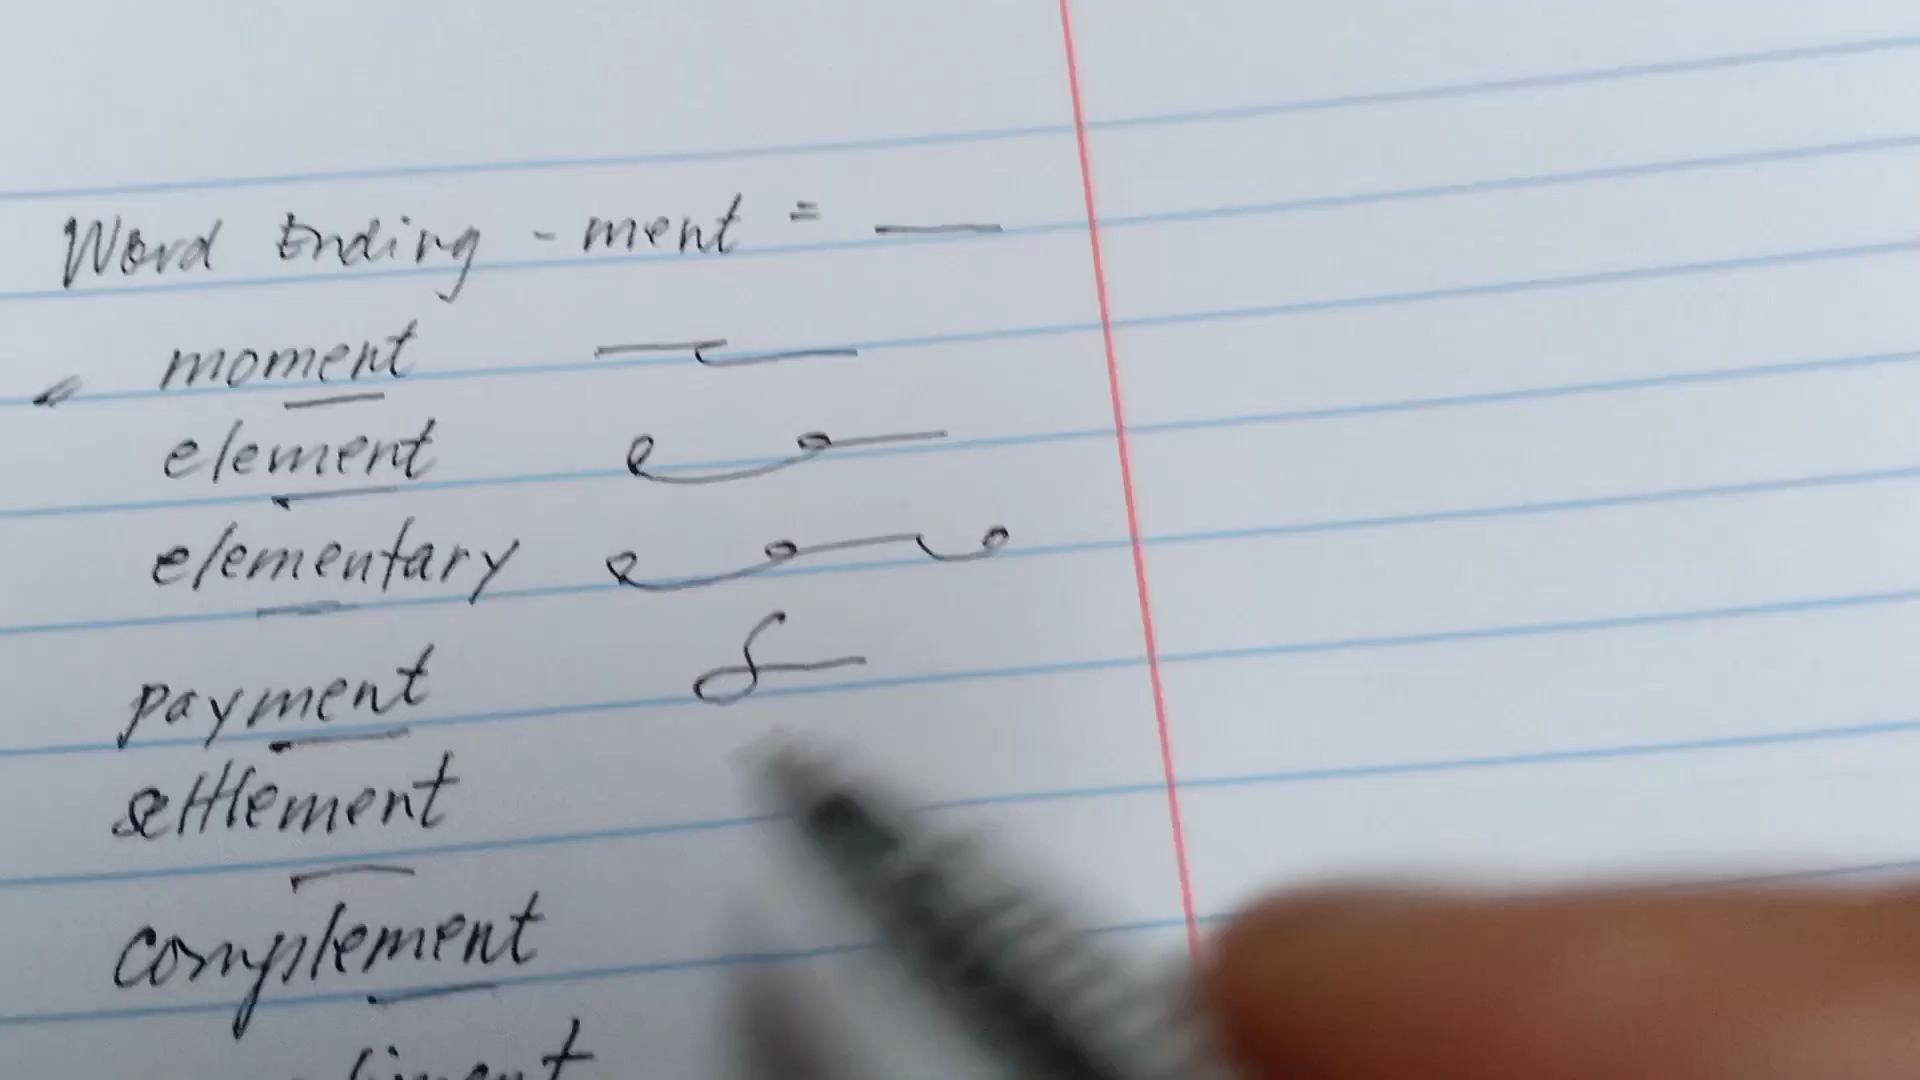 Word Ending - ment = —
moment
element
elementary
payment
settlement
complement